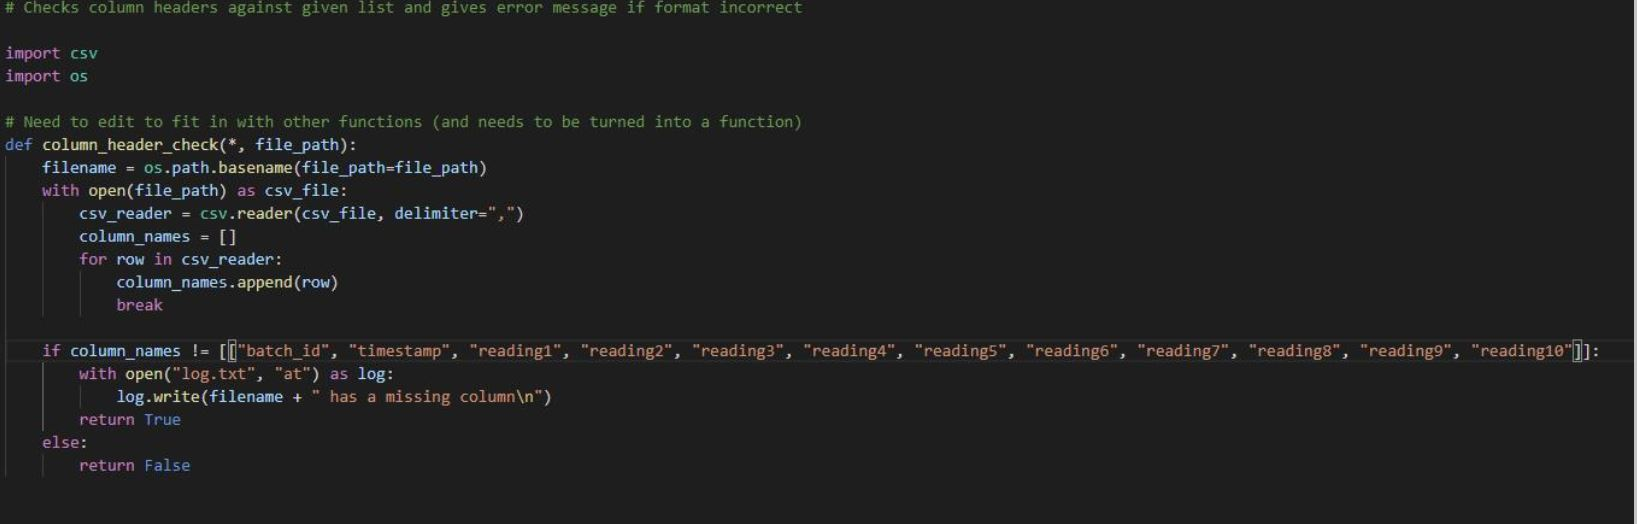 # Checks column headers against given list and gives error message if format incorrect
import csv
import os
# Need to edit to fit in with other functions (and needs to be turned into a function)
def column_header_check(*, file_path):
    filename = os.path.basename(file_path=file_path)
    with open(file_path) as csv_file:
        csv_reader = csv.reader(csv_file, delimiter=",")
        column_names = []
        for row in csv_reader:
            column_names.append(row)
            break
    if column_names != [["batch_id", "timestamp", "reading1", "reading2", "reading3", "reading4", "reading5", "reading6", "reading7", "reading8", "reading9", "reading10"]]:
        with open("log.txt", "at") as log:
            log.write(filename + " has a missing column\n")
        return True
    else:
        return False